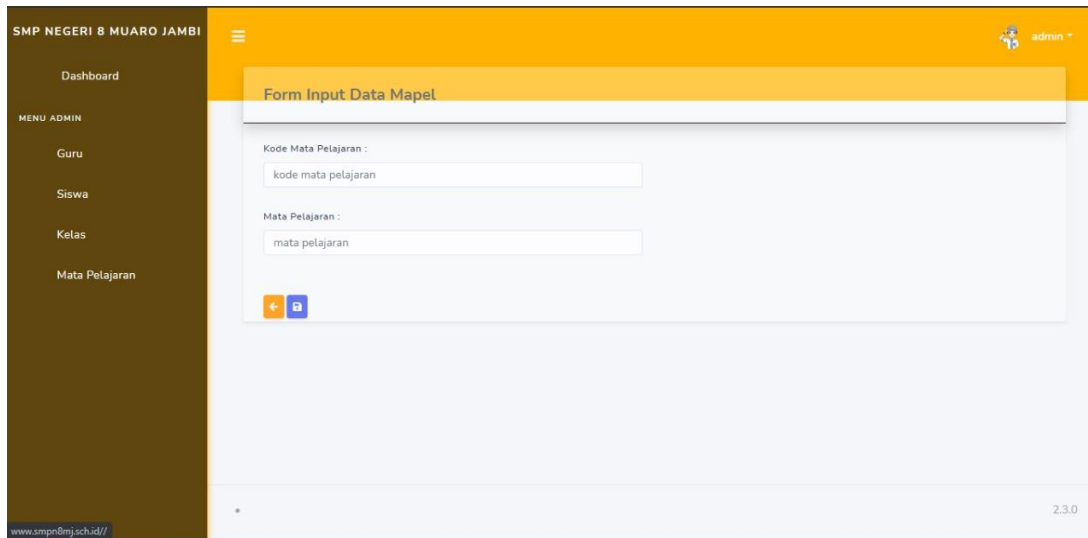 SMP NEGERI 8 MUARO JAMBI
admin
Dashboard
Form Input Data Mapel
MENU ADMIN
Guru
Siswa
Kelas
Mata Pelajaran
Kode Mata Pelajaran :
kode mata pelajaran
Mata Pelajaran :
mata pelajaran
2.3.0
www.smpn8mj.sch.id//